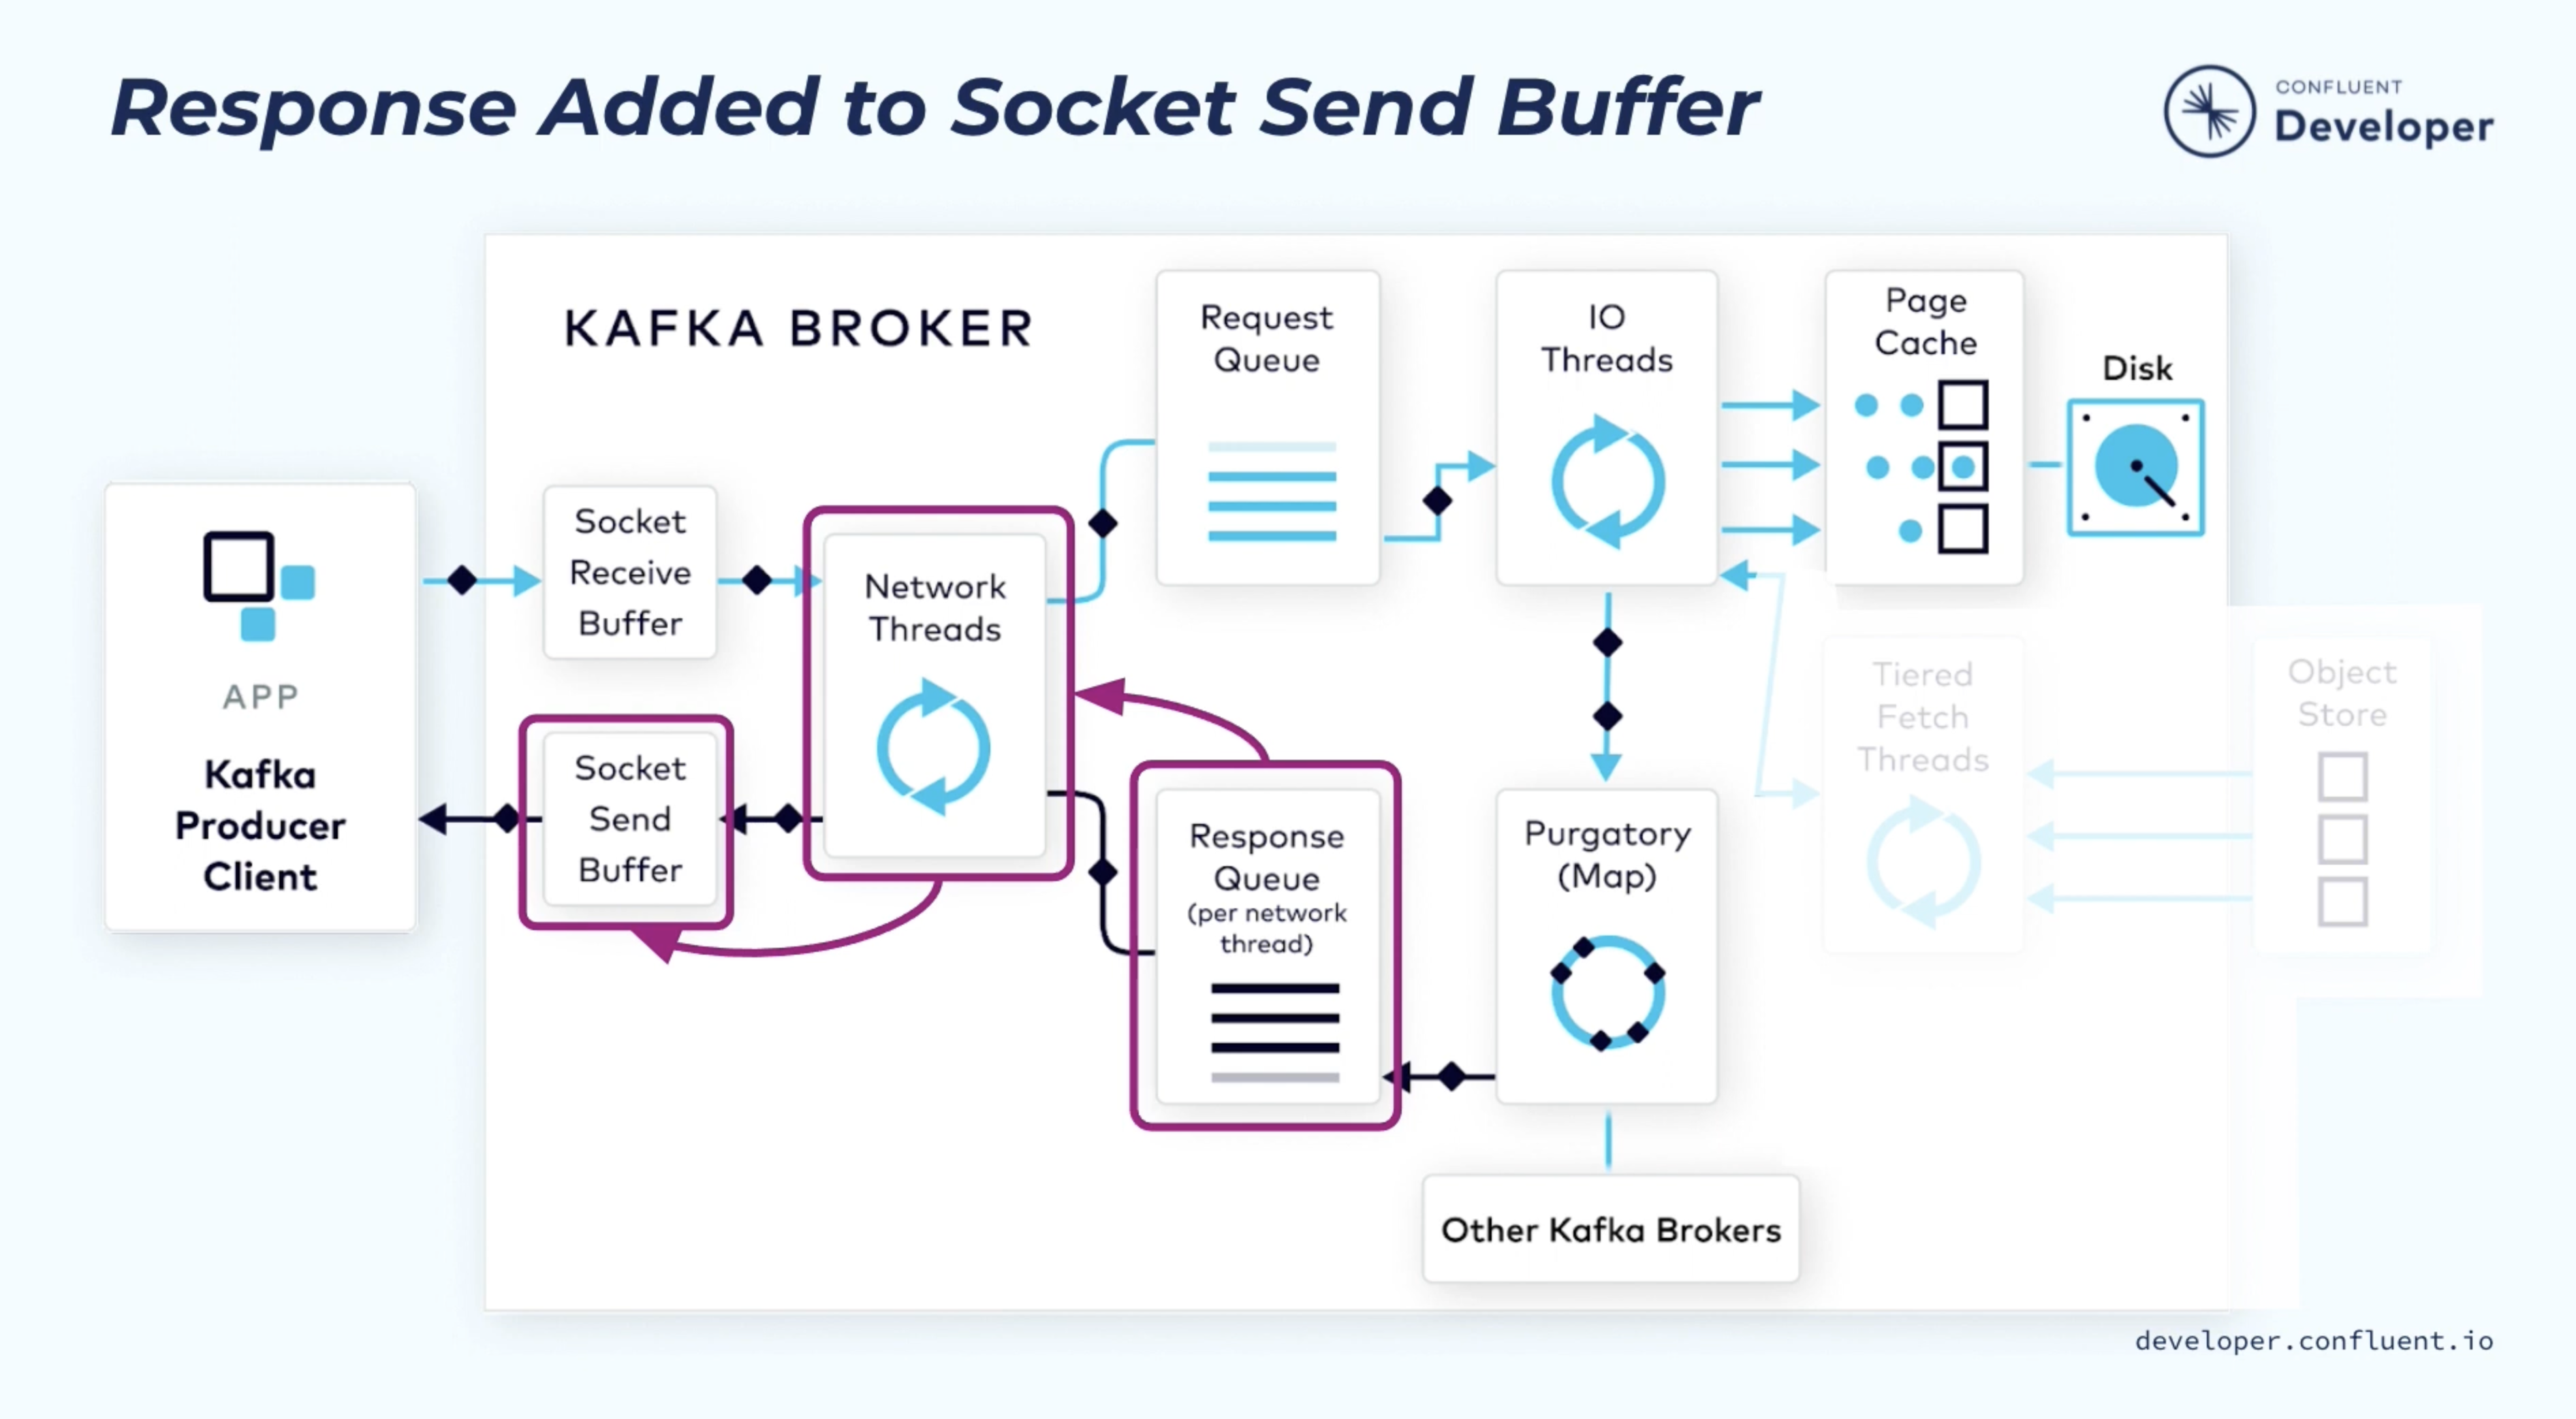 Response Added to Socket Send Buffer
CONFLUENT
Developer
KAFKA BROKER
Request
Queue
IO
Threads
Page
Cache
Disk
Socket
Receive
Buffer
Network
Threads
APP
Kafka
Producer
Client
Socket
Send
Buffer
Response
Queue
(per network
thread)
Purgatory
(Map)
Tiered
Fetch
Threads
Object
Store
Other Kafka Brokers
developer.confluent.io